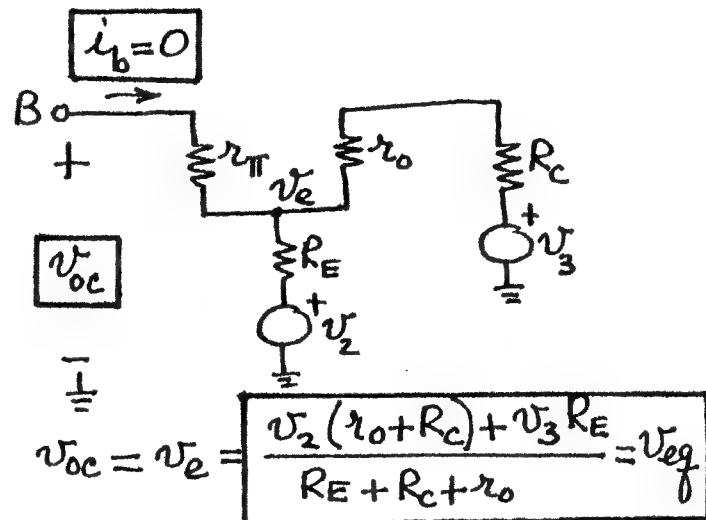 i_b=0
B
+
r_π
v_e
r_o
R_C
+
v_3
v_oc
R_E
+
v_2
−
v_oc = v_e = \frac{v_2(r_o+R_C)+v_3 R_E}{R_E+R_C+r_o} = v_eq